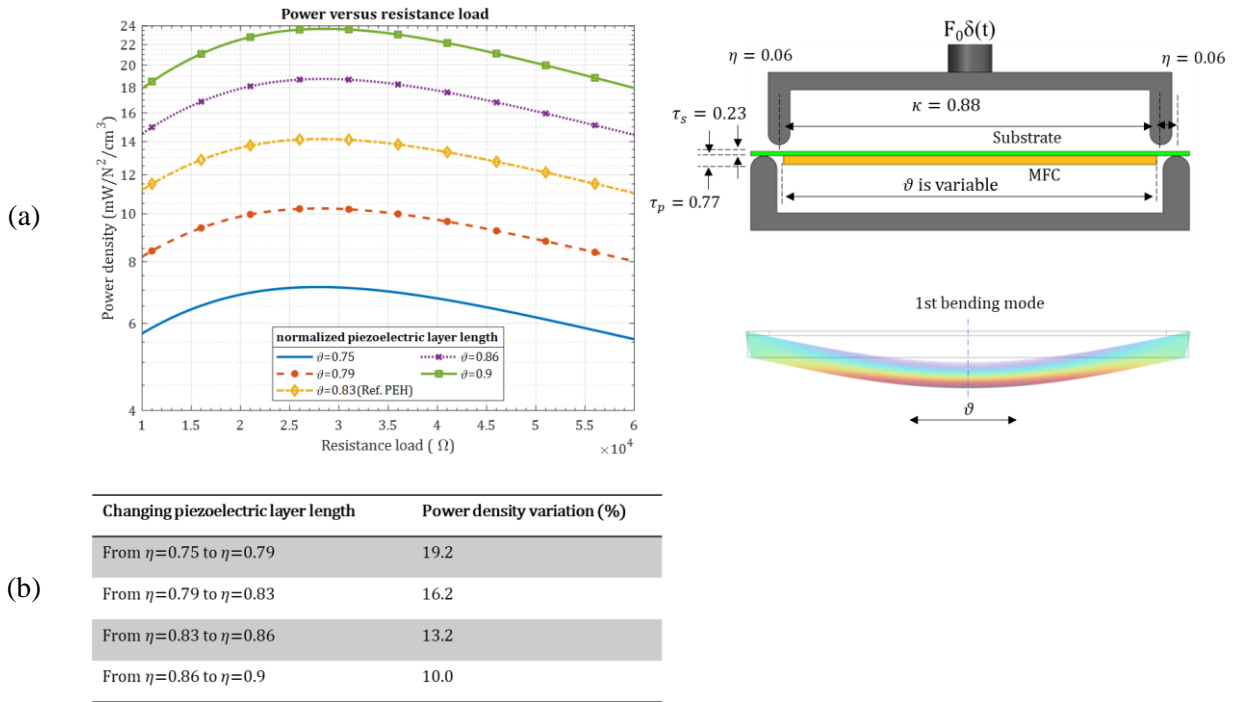 (a)
Power versus resistance load
Power density (mW/N²/cm³)
24
22
20
18
16
14
12
10
8
6
4
1
1.5
2
2.5
3
3.5
4
4.5
5
5.5
6
Resistance load ( Ω)
×10⁴
normalized piezoelectric layer length
ϑ=0.75
ϑ=0.79
ϑ=0.83(Ref. PEH)
ϑ=0.86
ϑ=0.9
F₀δ(t)
η = 0.06
η = 0.06
κ = 0.88
τₛ = 0.23
Substrate
MFC
ϑ is variable
τₚ = 0.77
1st bending mode
ϑ
(b)
Changing piezoelectric layer length Power density variation (%)
From η=0.75 to η=0.79 19.2
From η=0.79 to η=0.83 16.2
From η=0.83 to η=0.86 13.2
From η=0.86 to η=0.9 10.0